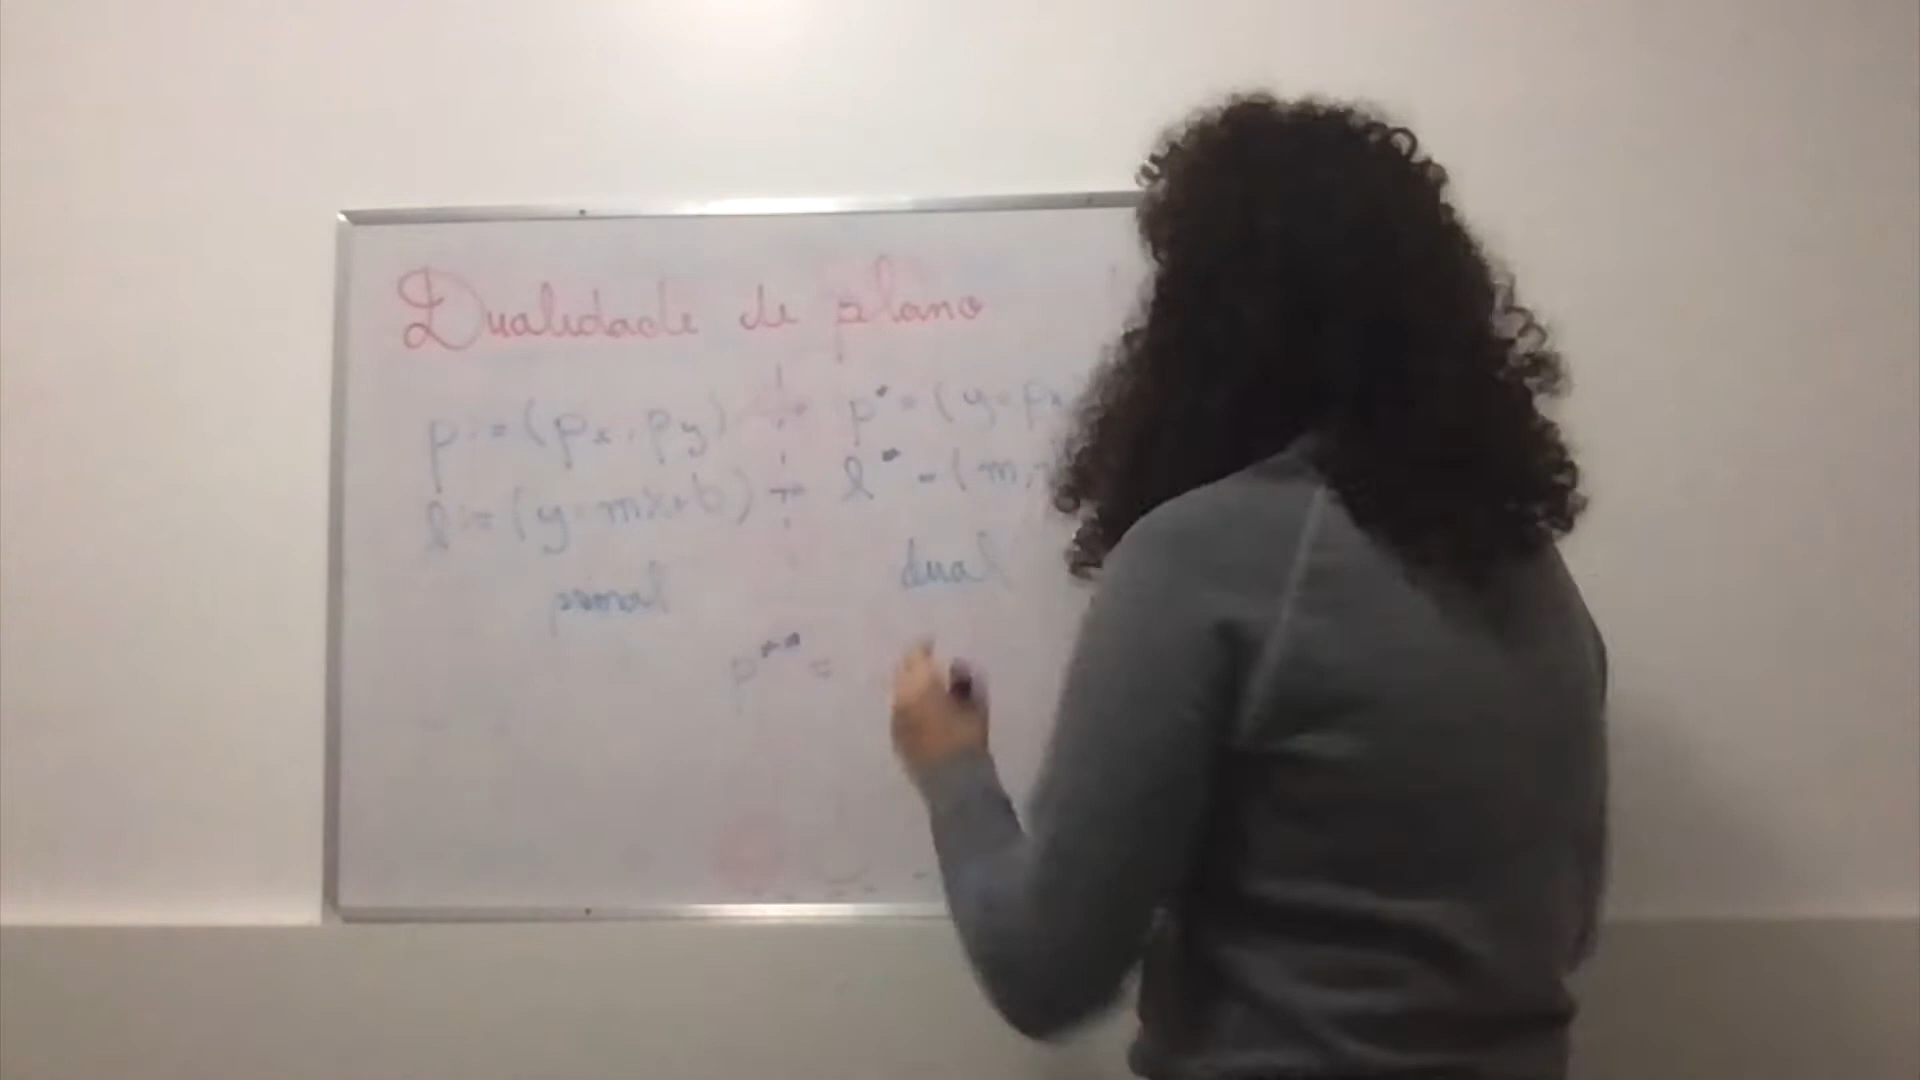 Dualidade de plano
p := (px, py) → p* = (y = px
l := (y = mx + b) → l* = (m,
primal dual
p** =